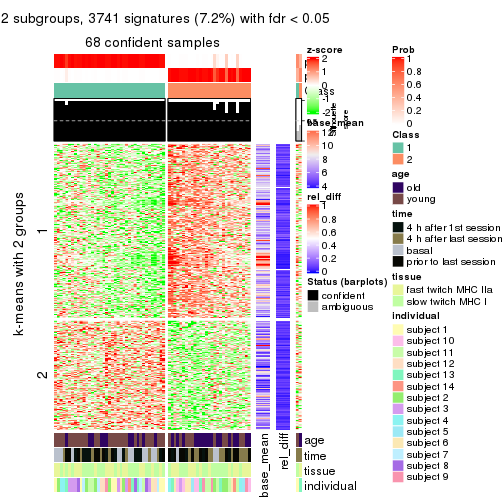 2 subgroups, 3741 signatures (7.2%) with fdr < 0.05
68 confident samples
k-means with 2 groups
1
2
z-score
2
1
0
-1
-2
Class
Silhouette
score
base_mean
12
10
8
6
4
rel_diff
1
0.8
0.6
0.4
0.2
0
Status (barplots)
confident
ambiguous
base_mean
rel_diff
age
time
tissue
individual
Prob
1
0.8
0.6
0.4
0.2
0
Class
1
2
age
old
young
time
4 h after 1st session
4 h after last session
basal
prior to last session
tissue
fast twitch MHC IIa
slow twitch MHC I
individual
subject 1
subject 10
subject 11
subject 12
subject 13
subject 14
subject 2
subject 3
subject 4
subject 5
subject 6
subject 7
subject 8
subject 9